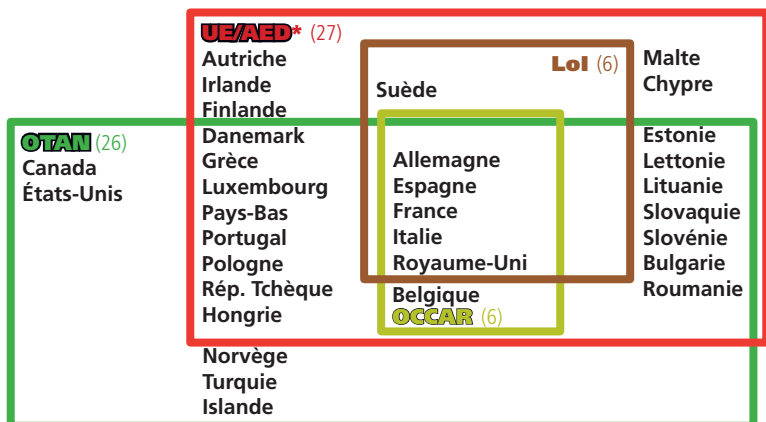 UE/AED* (27)
Autriche
Irlande
Finlande
Danemark
Grèce
Luxembourg
Pays-Bas
Portugal
Pologne
Rép. Tchèque
Hongrie
LoI (6)
Suède
Malte
Chypre
OTAN (26)
Canada
États-Unis
Allemagne
Espagne
France
Italie
Royaume-Uni
Belgique
OCCAR (6)
Estonie
Lettonie
Lituanie
Slovaquie
Slovénie
Bulgarie
Roumanie
Norvège
Turquie
Islande